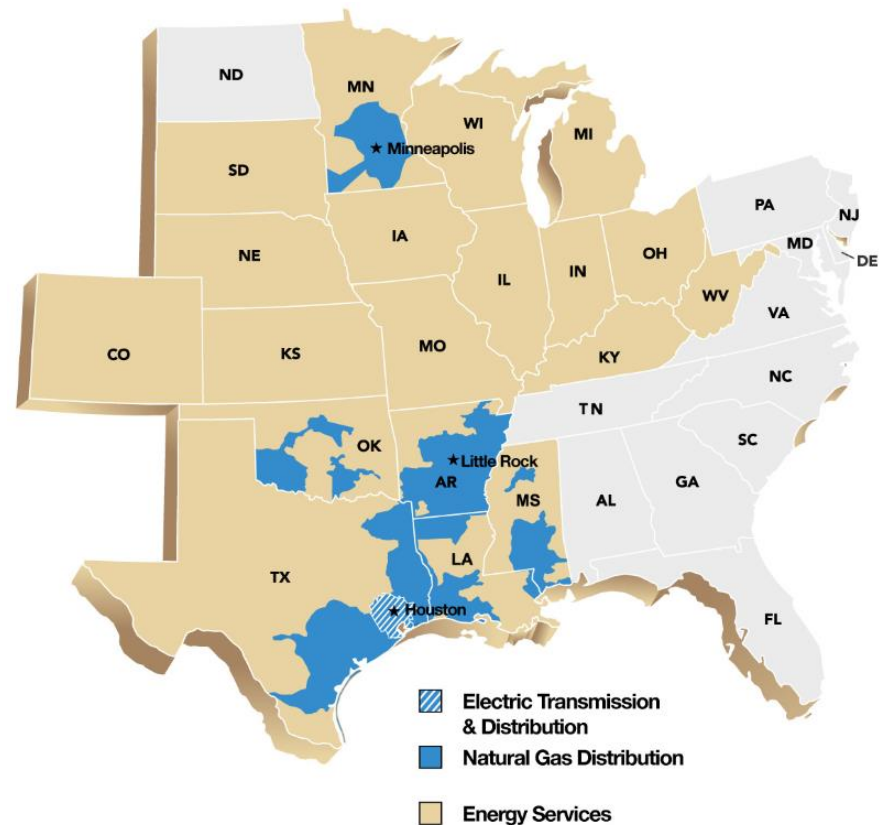 ND
MN
WI
MI
★ Minneapolis
SD
PA
NJ
MD
DE
IA
NE
OH
IL
IN
WV
VA
CO
KS
MO
KY
NC
TN
OK
SC
★ Little Rock
AR
MS
AL
GA
LA
TX
★ Houston
FL
Electric Transmission
& Distribution
Natural Gas Distribution
Energy Services